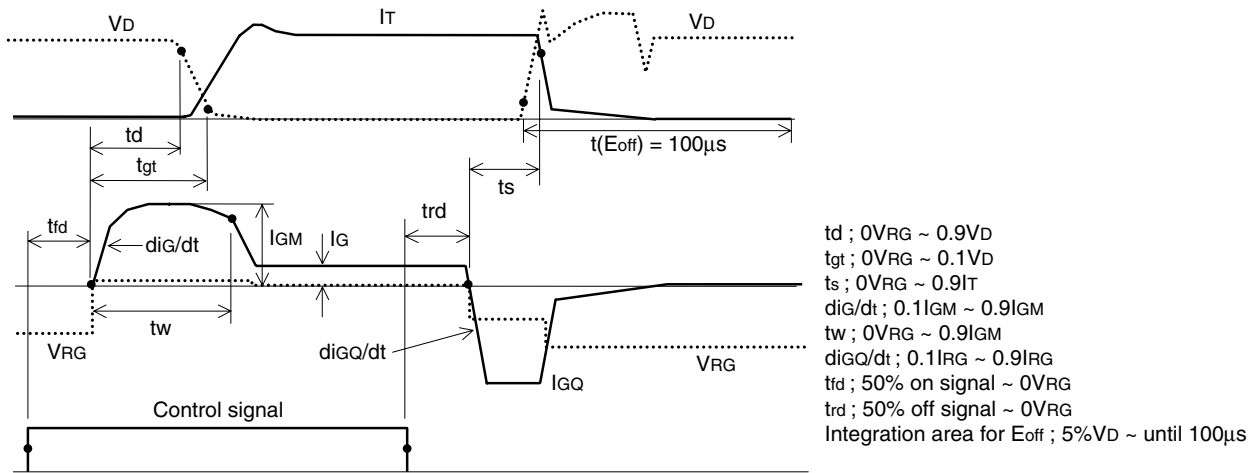 VD
IT
VD
td
tgt
t(Eoff) = 100μs
ts
tfd
diG/dt
IGM
IG
trd
tw
VRG
diGQ/dt
IGQ
VRG
Control signal
td ; 0VRG ~ 0.9VD
tgt ; 0VRG ~ 0.1VD
ts ; 0VRG ~ 0.9IT
diG/dt ; 0.1IGM ~ 0.9IGM
tw ; 0VRG ~ 0.9IGM
diGQ/dt ; 0.1IRG ~ 0.9IRG
tfd ; 50% on signal ~ 0VRG
trd ; 50% off signal ~ 0VRG
Integration area for Eoff ; 5%VD ~ until 100μs